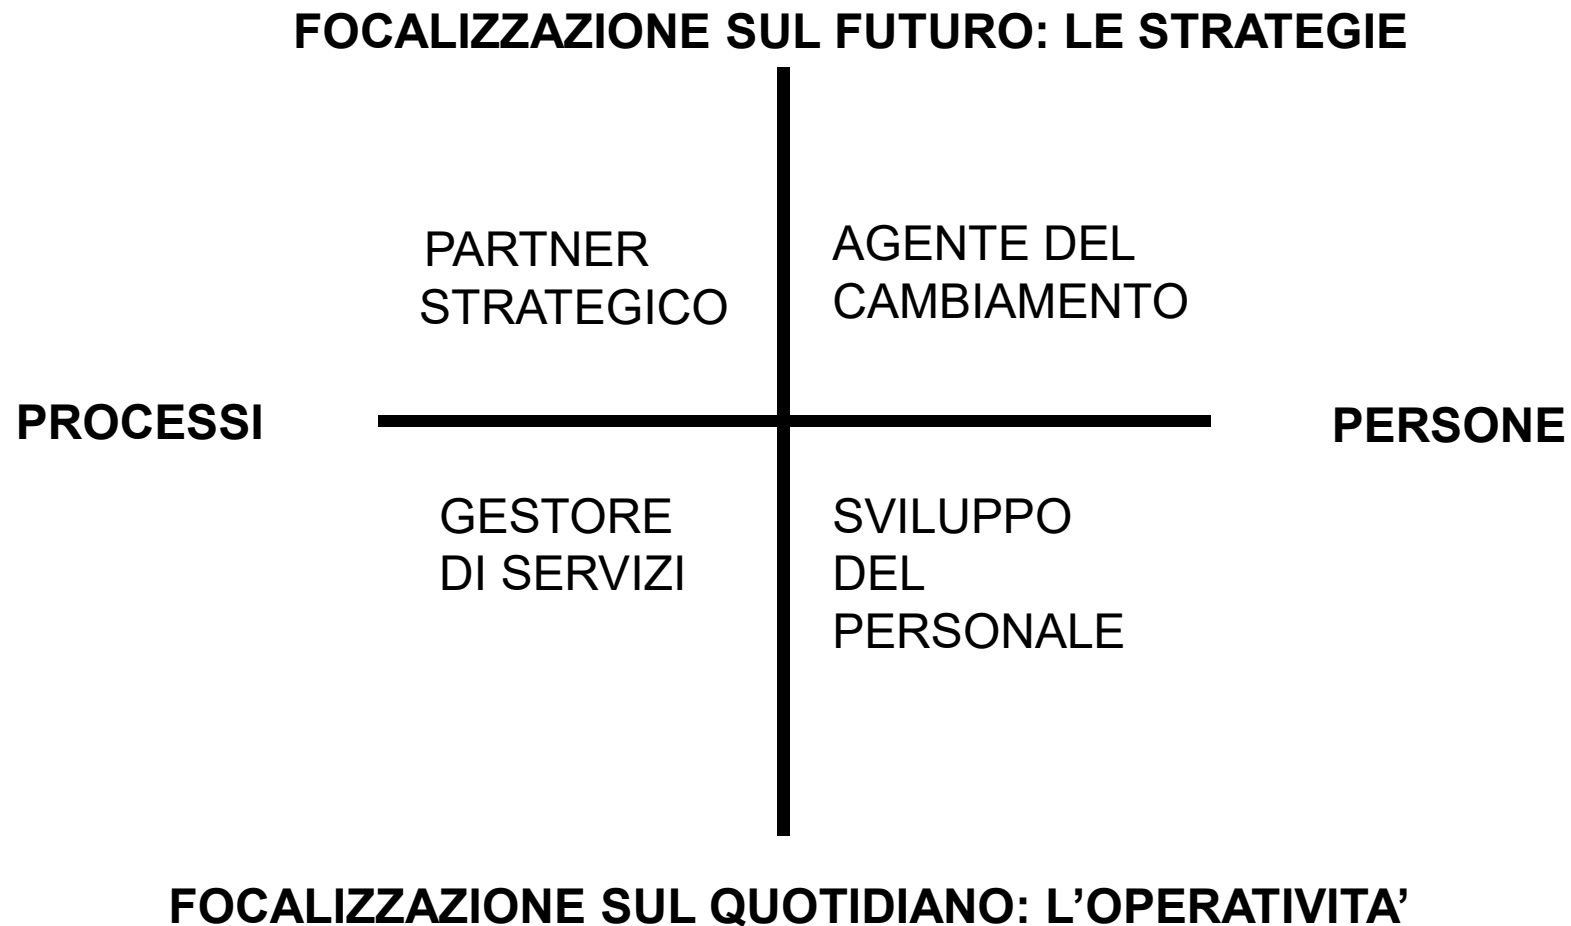 FOCALIZZAZIONE SUL FUTURO: LE STRATEGIE
PARTNER
STRATEGICO
AGENTE DEL
CAMBIAMENTO
PROCESSI
PERSONE
GESTORE
DI SERVIZI
SVILUPPO
DEL
PERSONALE
FOCALIZZAZIONE SUL QUOTIDIANO: L’OPERATIVITA’